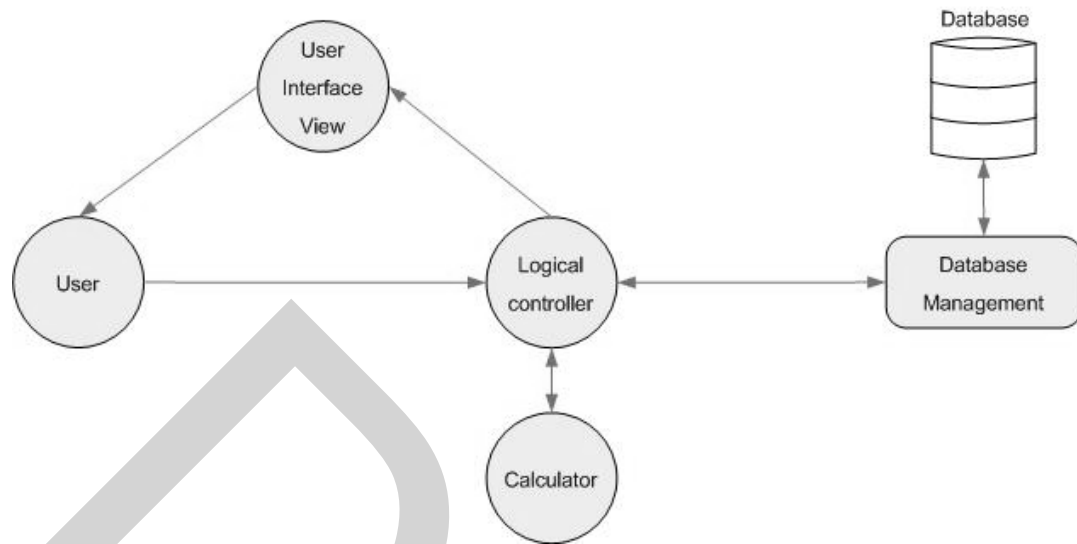 User
Interface
View
Database
User
Logical
controller
Database
Management
Calculator